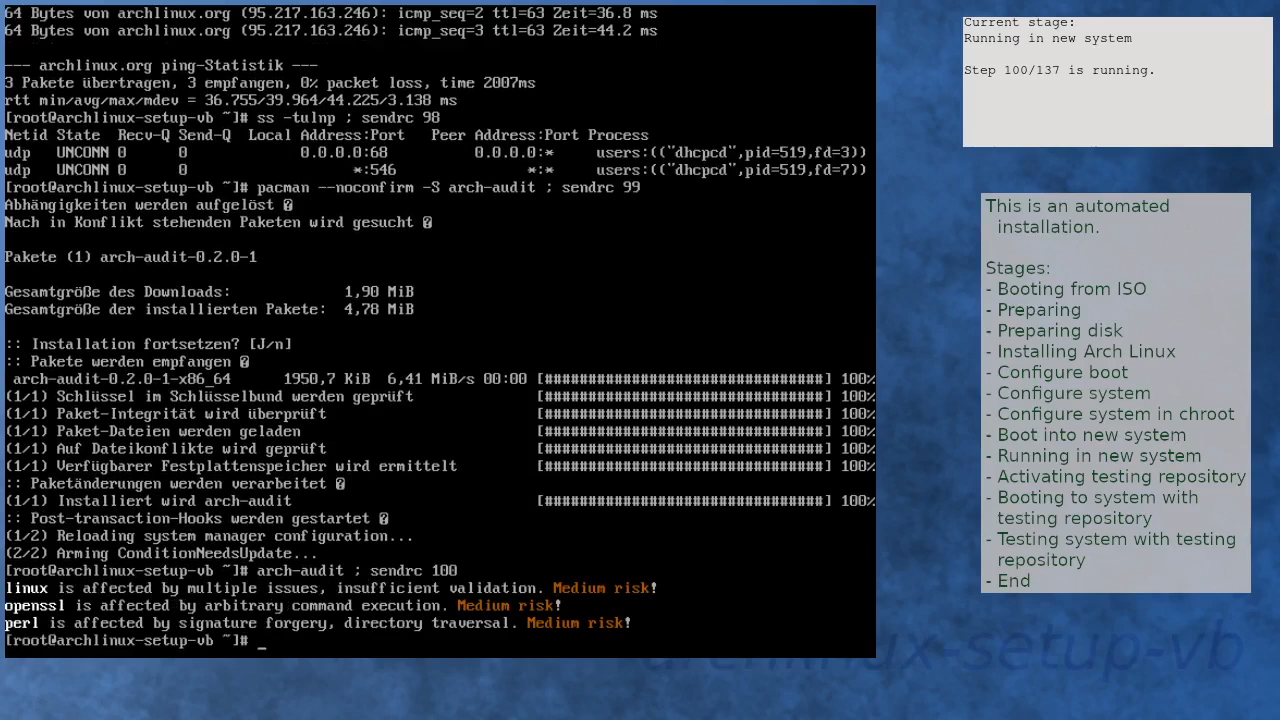 64 Bytes von archlinux.org (95.217.163.246): icmp_seq=2 ttl=63 Zeit=36.8 ms
64 Bytes von archlinux.org (95.217.163.246): icmp_seq=3 ttl=63 Zeit=44.2 ms

--- archlinux.org ping-Statistik ---
3 Pakete übertragen, 3 empfangen, 0% packet loss, time 2007ms
rtt min/avg/max/mdev = 36.755/39.964/44.225/3.138 ms
[root@archlinux-setup-vb ~]# ss -tulnp ; sendrc 98
Netid State  Recv-Q Send-Q  Local Address:Port   Peer Address:Port Process
udp   UNCONN 0      0             0.0.0.0:68          0.0.0.0:*     users:(("dhcpcd",pid=519,fd=3))
udp   UNCONN 0      0                   *:546               *:*     users:(("dhcpcd",pid=519,fd=7))
[root@archlinux-setup-vb ~]# pacman --noconfirm -S arch-audit ; sendrc 99
Abhängigkeiten werden aufgelöst �
Nach in Konflikt stehenden Paketen wird gesucht �

Pakete (1) arch-audit-0.2.0-1

Gesamtgröße des Downloads:             1,90 MiB
Gesamtgröße der installierten Pakete:  4,78 MiB

:: Installation fortsetzen? [J/n]
:: Pakete werden empfangen �
 arch-audit-0.2.0-1-x86_64      1950,7 KiB  6,41 MiB/s 00:00 [################################] 100%
(1/1) Schlüssel im Schlüsselbund werden geprüft              [################################] 100%
(1/1) Paket-Integrität wird überprüft                        [################################] 100%
(1/1) Paket-Dateien werden geladen                           [################################] 100%
(1/1) Auf Dateikonflikte wird geprüft                        [################################] 100%
(1/1) Verfügbarer Festplattenspeicher wird ermittelt         [################################] 100%
:: Paketänderungen werden verarbeitet �
(1/1) Installiert wird arch-audit                            [################################] 100%
:: Post-transaction-Hooks werden gestartet �
(1/2) Reloading system manager configuration...
(2/2) Arming ConditionNeedsUpdate...
[root@archlinux-setup-vb ~]# arch-audit ; sendrc 100
linux is affected by multiple issues, insufficient validation. Medium risk!
openssl is affected by arbitrary command execution. Medium risk!
perl is affected by signature forgery, directory traversal. Medium risk!
[root@archlinux-setup-vb ~]# _
Current stage:
Running in new system

Step 100/137 is running.

This is an automated
installation.

Stages:
- Booting from ISO
- Preparing
- Preparing disk
- Installing Arch Linux
- Configure boot
- Configure system
- Configure system in chroot
- Boot into new system
- Running in new system
- Activating testing repository
- Booting to system with
testing repository
- Testing system with testing
repository
- End
archlinux-setup-vb